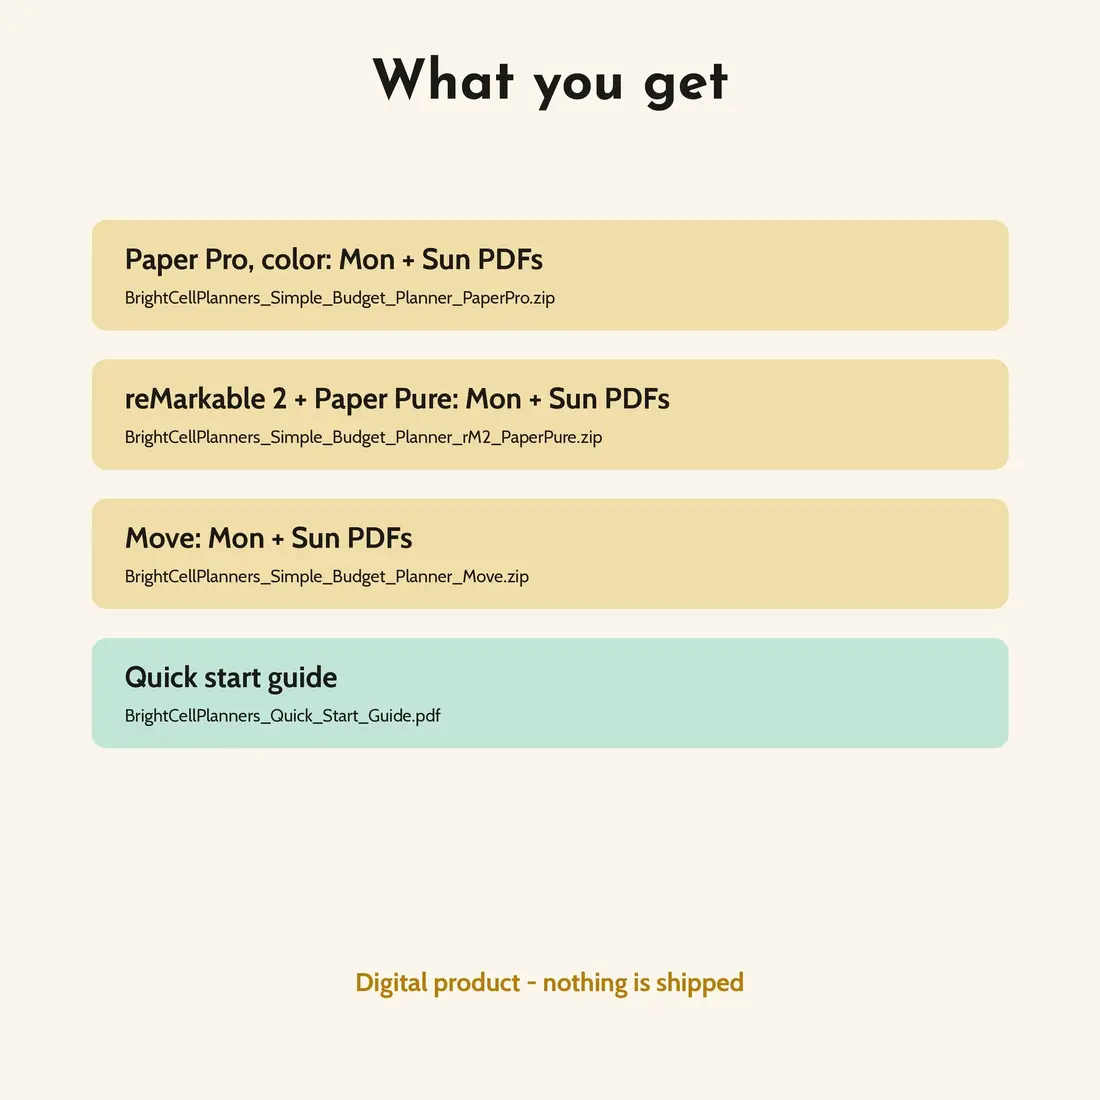 What you get
Paper Pro, color: Mon + Sun PDFs
BrightCellPlanners_Simple_Budget_Planner_PaperPro.zip
reMarkable 2 + Paper Pure: Mon + Sun PDFs
BrightCellPlanners_Simple_Budget_Planner_rM2_PaperPure.zip
Move: Mon + Sun PDFs
BrightCellPlanners_Simple_Budget_Planner_Move.zip
Quick start guide
BrightCellPlanners_Quick_Start_Guide.pdf
Digital product - nothing is shipped